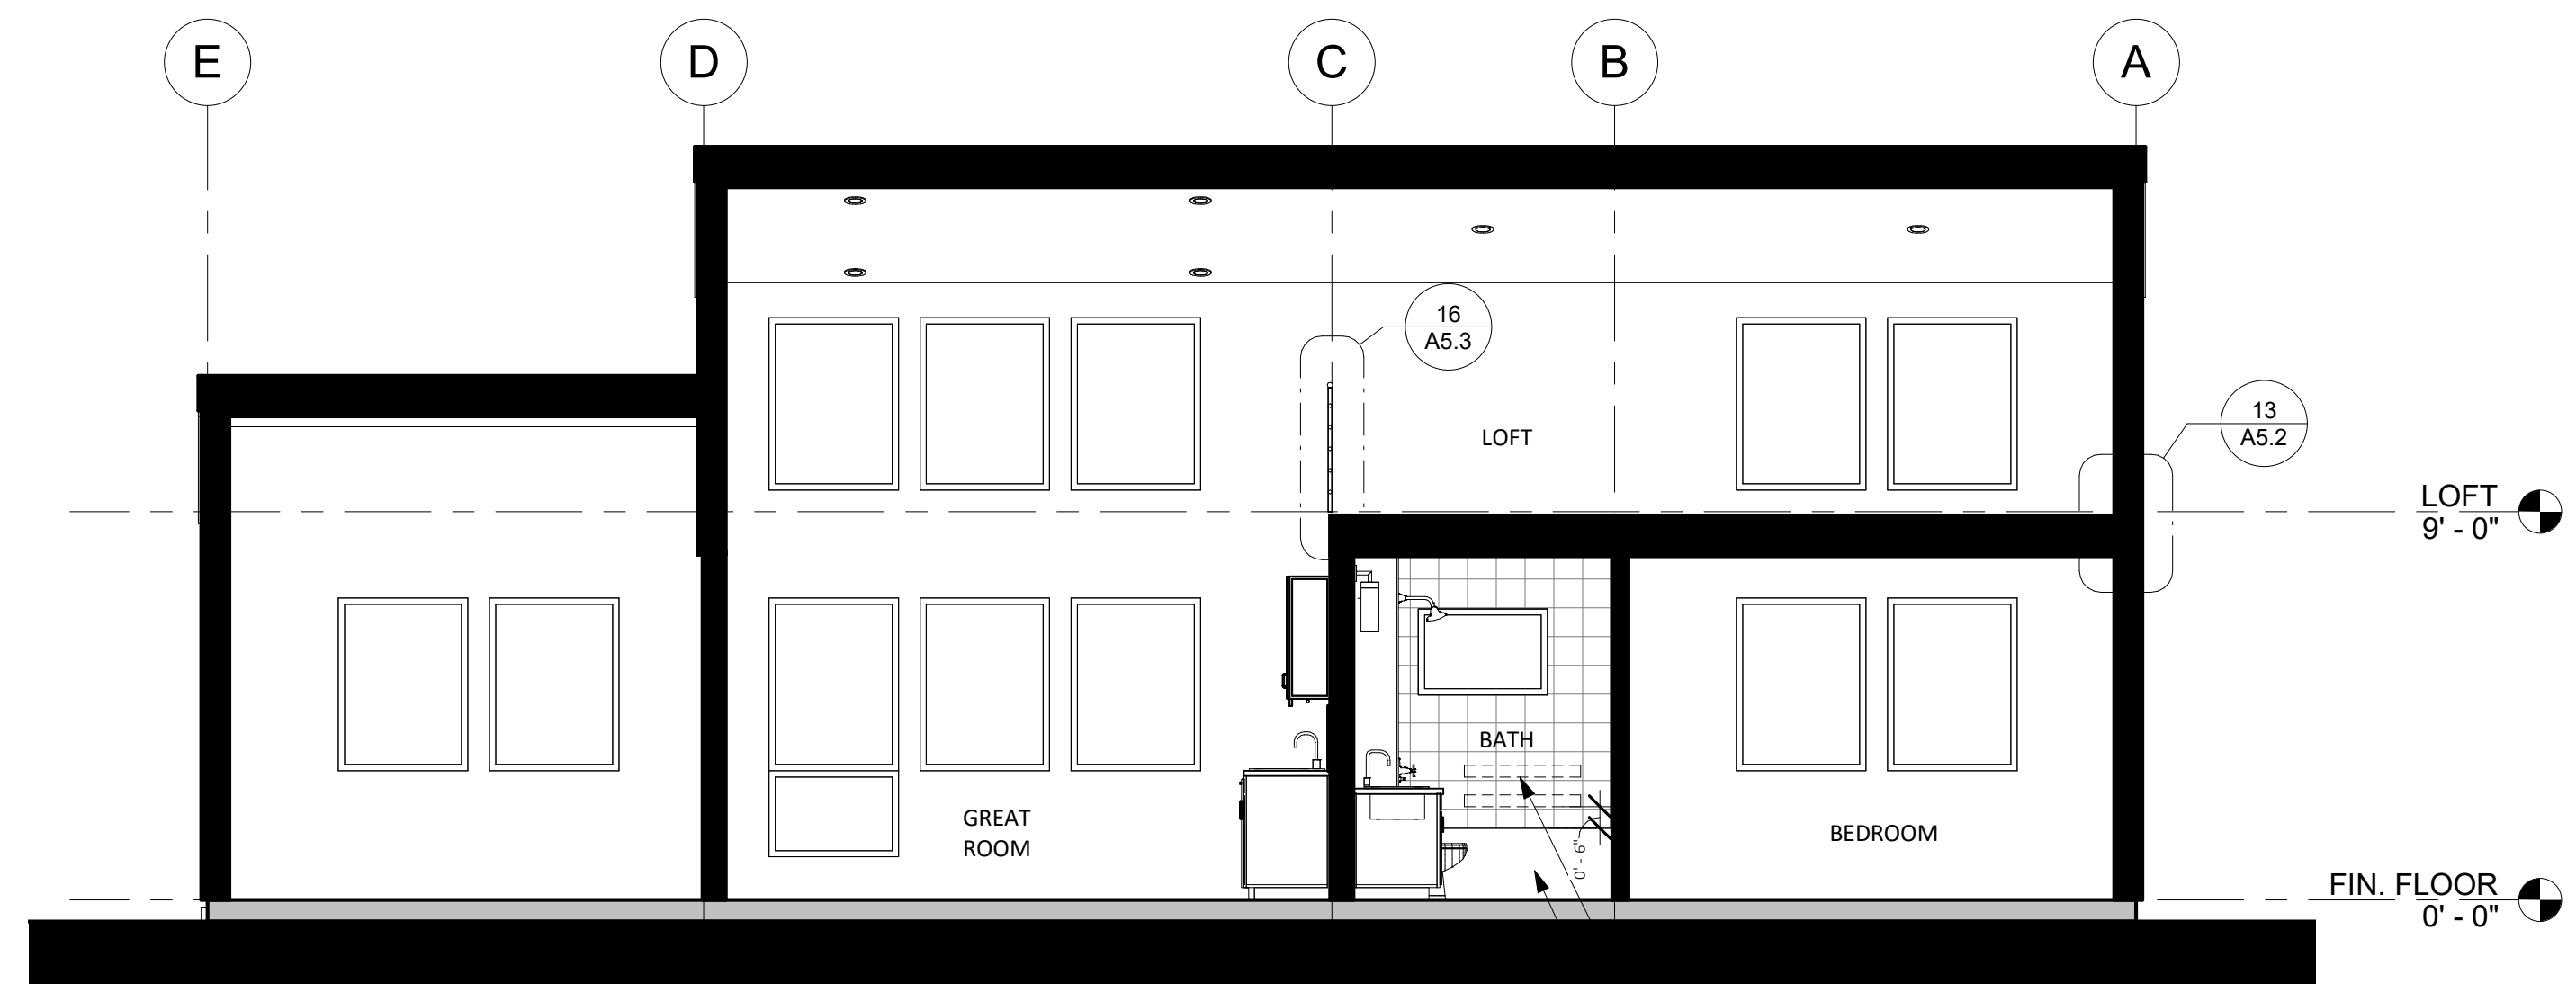 E
D
C
B
A
16
A5.3
13
A5.2
LOFT
LOFT
9' - 0"
BATH
GREAT
ROOM
BEDROOM
0' - 6"
FIN. FLOOR
0' - 0"